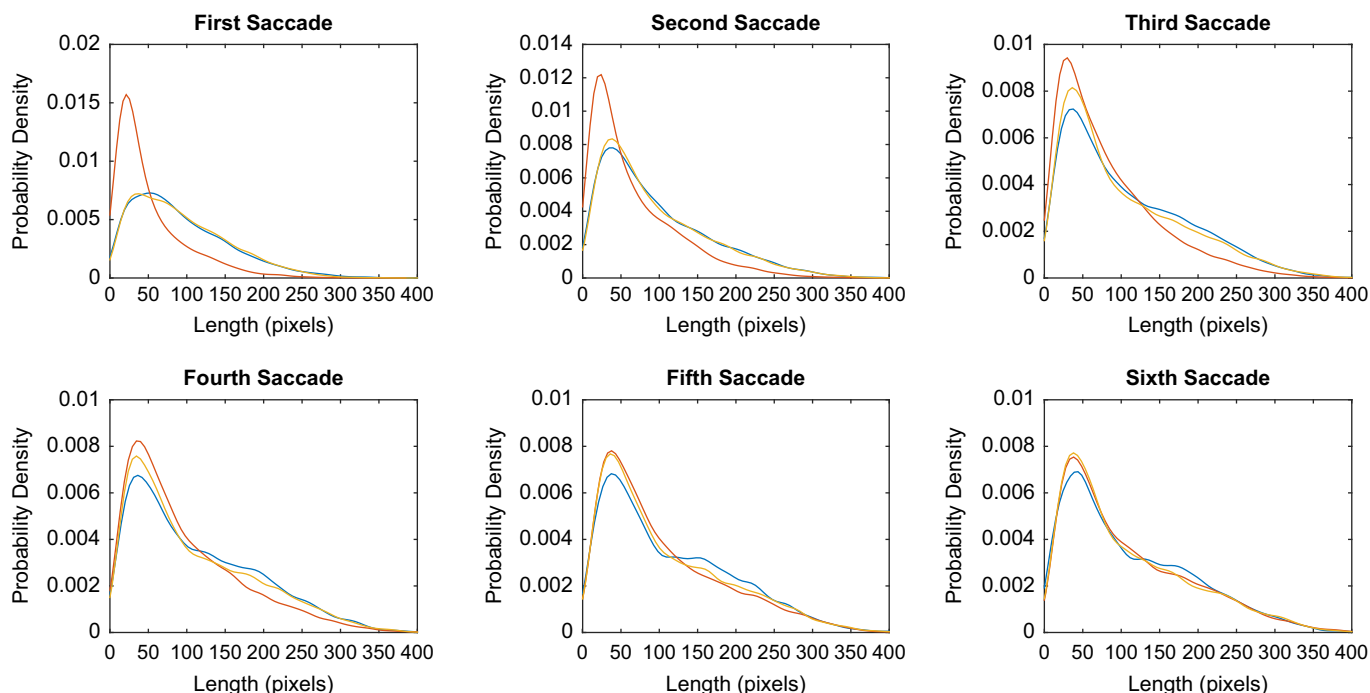 First Saccade
Probability Density
0.02
0.015
0.01
0.005
0
0 50 100 150 200 250 300 350 400
Length (pixels)
Second Saccade
Probability Density
0.014
0.012
0.01
0.008
0.006
0.004
0.002
0
0 50 100 150 200 250 300 350 400
Length (pixels)
Third Saccade
Probability Density
0.01
0.008
0.006
0.004
0.002
0
0 50 100 150 200 250 300 350 400
Length (pixels)
Fourth Saccade
Probability Density
0.01
0.008
0.006
0.004
0.002
0
0 50 100 150 200 250 300 350 400
Length (pixels)
Fifth Saccade
Probability Density
0.01
0.008
0.006
0.004
0.002
0
0 50 100 150 200 250 300 350 400
Length (pixels)
Sixth Saccade
Probability Density
0.01
0.008
0.006
0.004
0.002
0
0 50 100 150 200 250 300 350 400
Length (pixels)